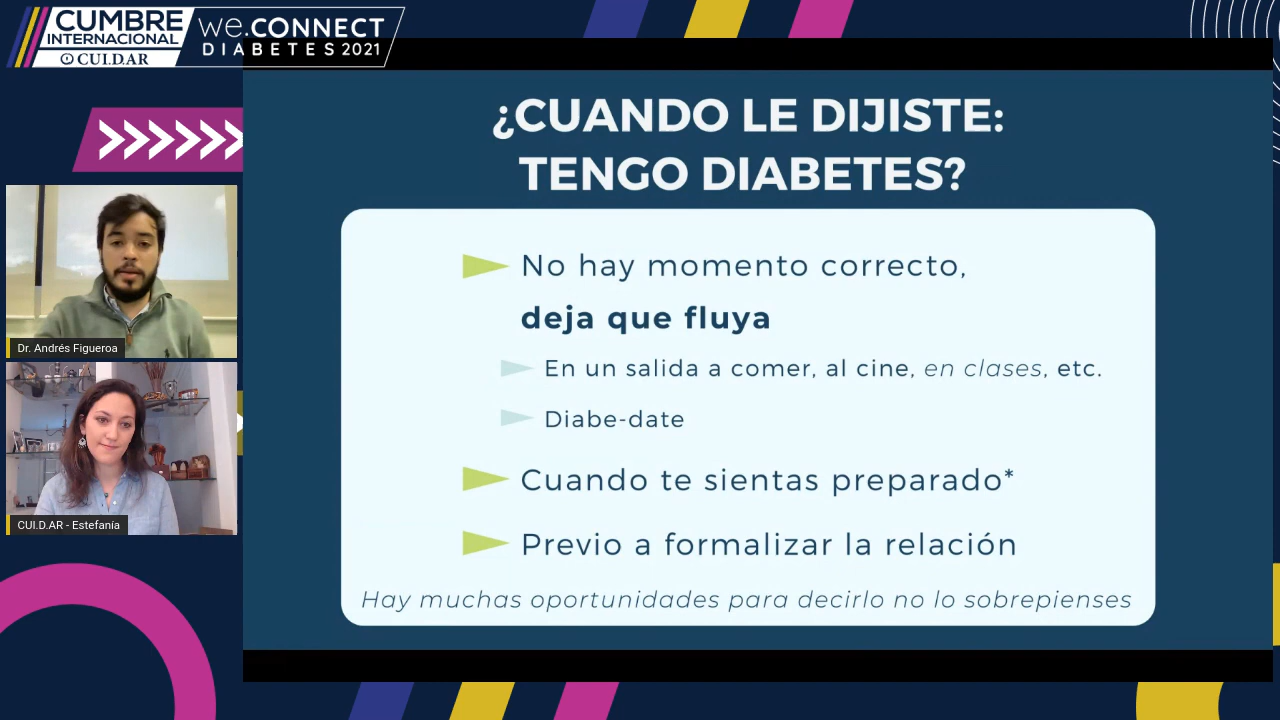 CUMBRE
INTERNACIONAL
CUI.D.AR
we.CONNECT
DIABETES 2021
¿CUANDO LE DIJISTE:
TENGO DIABETES?
No hay momento correcto,
deja que fluya
En un salida a comer, al cine, en clases, etc.
Diabe-date
Cuando te sientas preparado*
Previo a formalizar la relación
Hay muchas oportunidades para decirlo no lo sobrepienses
Dr. Andrés Figueroa
CUI.D.AR - Estefanía